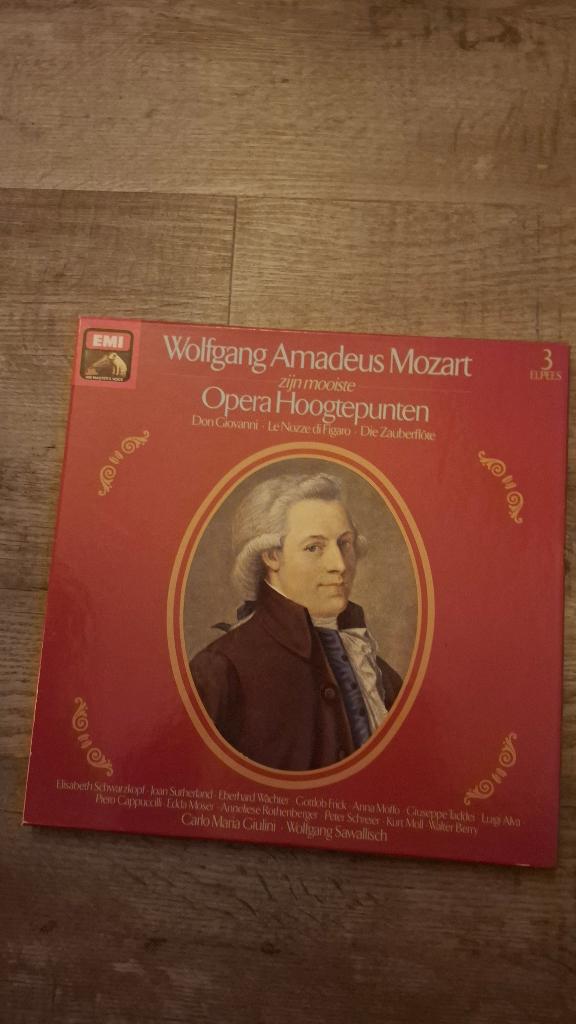 EMI
HIS MASTER'S VOICE
Wolfgang Amadeus Mozart
3
ELPEES
zijn mooiste
Opera Hoogtepunten
Don Giovanni · Le Nozze di Figaro · Die Zauberflöte
Elisabeth Schwarzkopf · Joan Sutherland · Eberhard Wächter · Gottlob Frick · Anna Moffo · Giuseppe Taddei · Luigi Alva ·
Piero Cappuccilli · Edda Moser · Anneliese Rothenberger · Peter Schreier · Kurt Moll · Walter Berry
Carlo Maria Giulini · Wolfgang Sawallisch